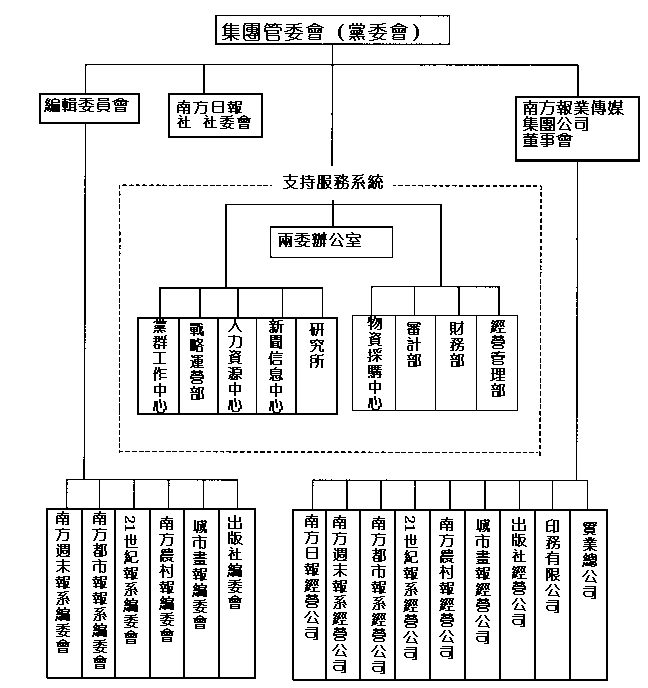 集團管委會（黨委會）
編輯委員會
南方日報
社 社委會
南方報業傳媒
集團公司
董事會
支持服務系統
兩委辦公室
黨群工作中心
戰略運營部
人力資源中心
新聞信息中心
研究所
物資採購中心
審計部
財務部
經營管理部
南方週末報系編委會
南方都市報報系編委會
21世紀報系編委會
南方農村報編委會
城市畫報編委會
出版社編委會
南方日報經營公司
南方週末報系經營公司
南方都市報系經營公司
21世紀報系經營公司
南方農村報經營公司
城市畫報經營公司
出版社經營公司
印務有限公司
實業總公司